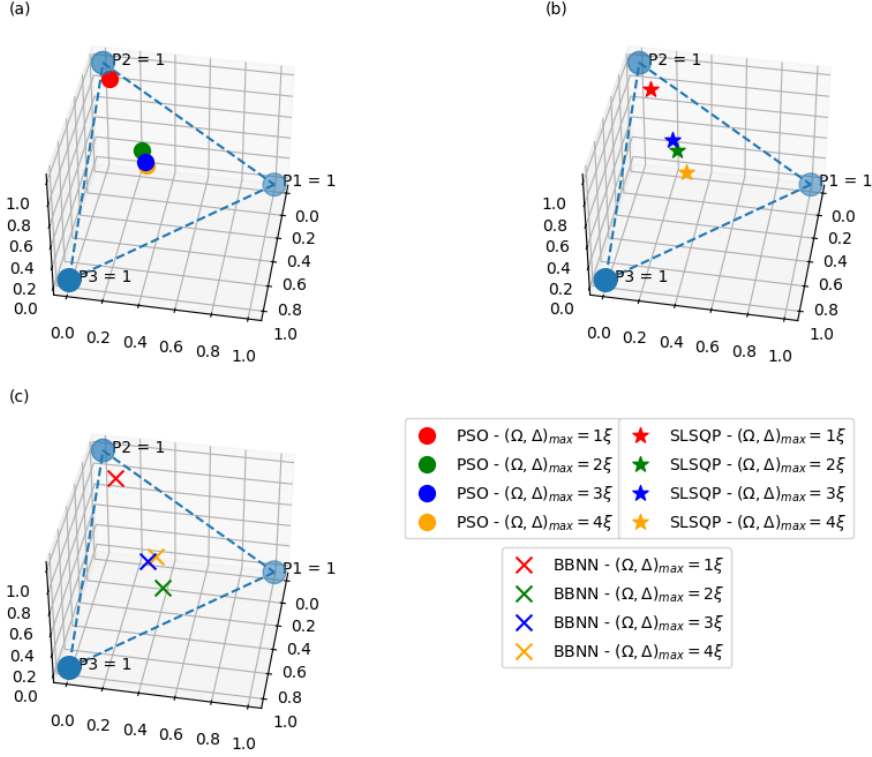 (a)
P2 = 1
P1 = 1
P3 = 1
1.0
0.8
0.6
0.4
0.2
0.0
0.0
0.2
0.4
0.6
0.8
1.0
0.0
0.2
0.4
0.6
0.8
1.0
(b)
P2 = 1
P1 = 1
P3 = 1
1.0
0.8
0.6
0.4
0.2
0.0
0.0
0.2
0.4
0.6
0.8
1.0
0.0
0.2
0.4
0.6
0.8
1.0
(c)
P2 = 1
P1 = 1
P3 = 1
1.0
0.8
0.6
0.4
0.2
0.0
0.0
0.2
0.4
0.6
0.8
1.0
0.0
0.2
0.4
0.6
0.8
1.0
PSO - (Ω, Δ)max = 1ξ
PSO - (Ω, Δ)max = 2ξ
PSO - (Ω, Δ)max = 3ξ
PSO - (Ω, Δ)max = 4ξ
SLSQP - (Ω, Δ)max = 1ξ
SLSQP - (Ω, Δ)max = 2ξ
SLSQP - (Ω, Δ)max = 3ξ
SLSQP - (Ω, Δ)max = 4ξ
BBNN - (Ω, Δ)max = 1ξ
BBNN - (Ω, Δ)max = 2ξ
BBNN - (Ω, Δ)max = 3ξ
BBNN - (Ω, Δ)max = 4ξ